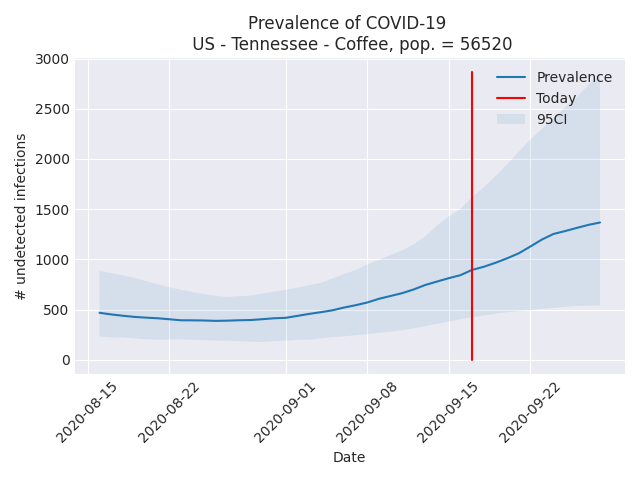 Prevalence of COVID-19
US - Tennessee - Coffee, pop. = 56520
3000
2500
2000
1500
1000
500
0
# undetected infections
Prevalence
Today
95CI
2020-08-15
2020-08-22
2020-09-01
2020-09-08
2020-09-15
2020-09-22
Date